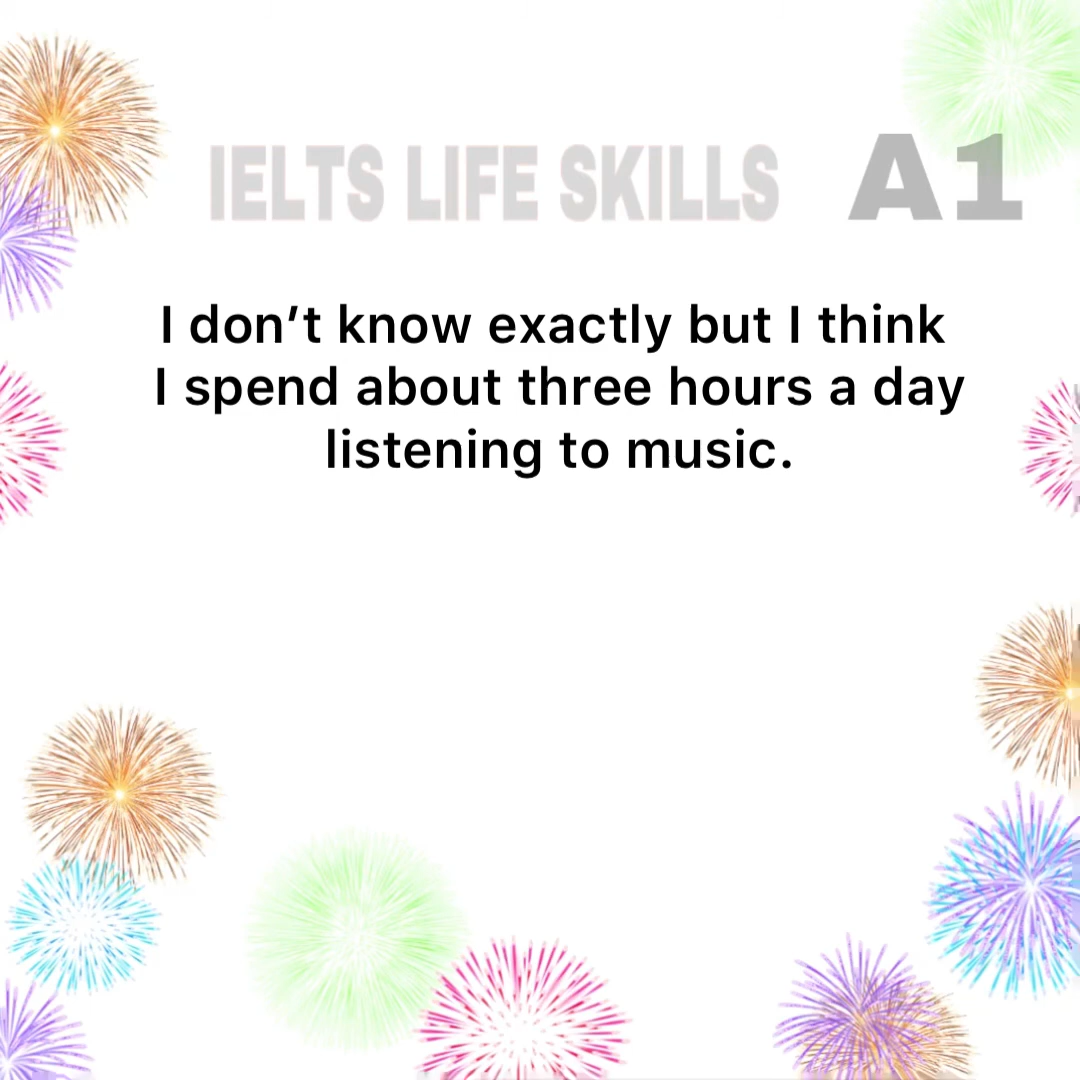 IELTS LIFE SKILLS A1
I don’t know exactly but I think
I spend about three hours a day
listening to music.